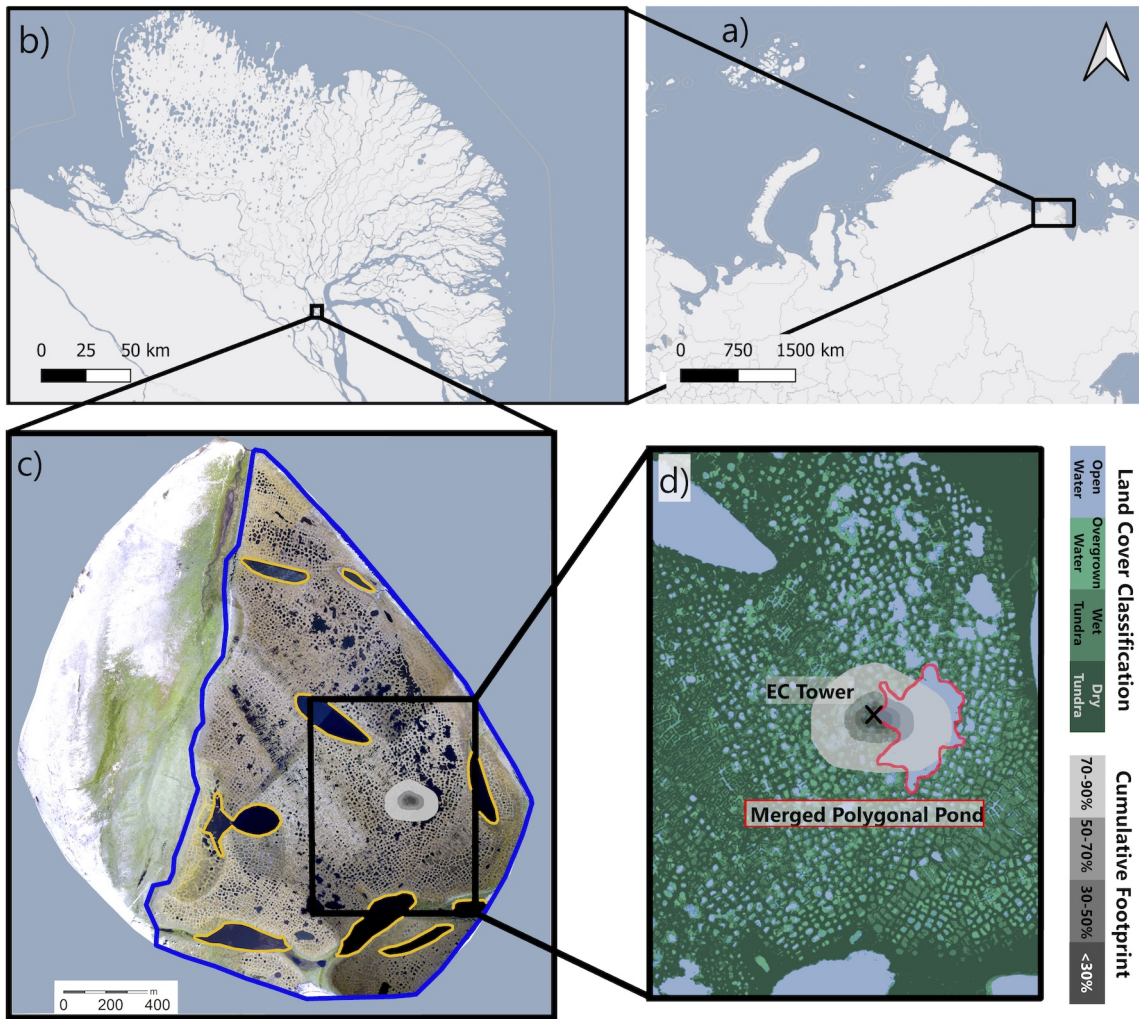 b)
a)
0 25 50 km
0 750 1500 km
c)
0 200 400 m
d)
EC Tower
Merged Polygonal Pond
Land Cover Classification
Open
Water
Overgrown
Water
Wet
Tundra
Dry
Tundra
Cumulative Footprint
70-90%
50-70%
30-50%
<30%